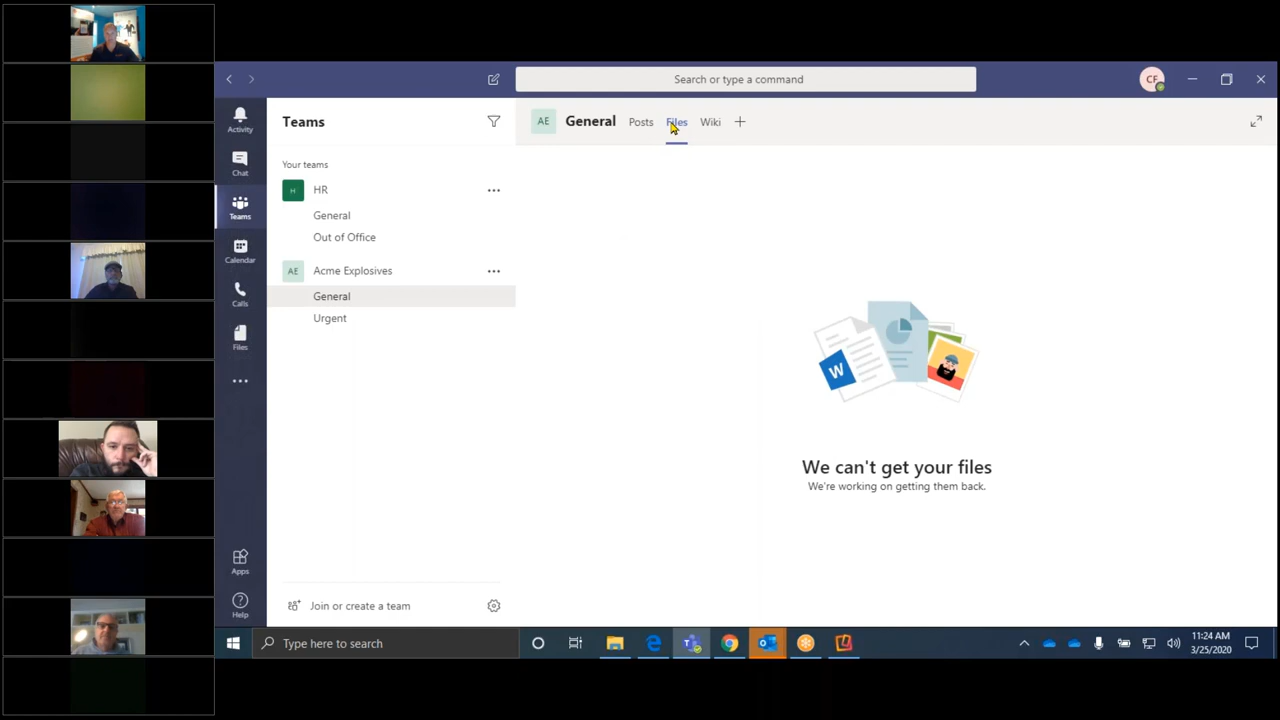 Search or type a command
CF
Activity
Chat
Teams
Calendar
Calls
Files
Apps
Help
Teams
Your teams
H
HR
General
Out of Office
AE
Acme Explosives
General
Urgent
Join or create a team
AE
General
Posts
Files
Wiki
W
We can't get your files
We're working on getting them back.
Type here to search
11:24 AM
3/25/2020